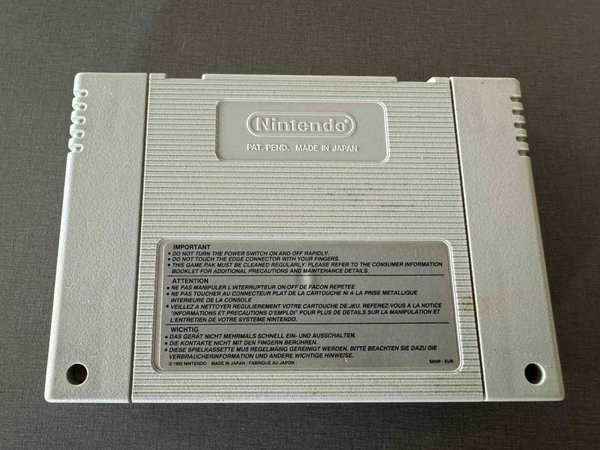 Nintendo®
PAT. PEND. MADE IN JAPAN
IMPORTANT
• DO NOT TURN THE POWER SWITCH ON AND OFF RAPIDLY.
• DO NOT TOUCH THE EDGE CONNECTOR WITH YOUR FINGERS.
• THIS GAME PAK MUST BE CLEANED REGULARLY. PLEASE REFER TO THE CONSUMER INFORMATION
BOOKLET FOR ADDITIONAL PRECAUTIONS AND MAINTENANCE DETAILS.
ATTENTION
• NE PAS MANIPULER L'INTERRUPTEUR ON/OFF DE FACON REPETEE
• NE PAS TOUCHER AU CONNECTEUR PLAT DE LA CARTOUCHE NI A LA PRISE METALLIQUE
INTERIEURE DE LA CONSOLE
• VEILLEZ A NETTOYER REGULIEREMENT VOTRE CARTOUCHE DE JEU. REFEREZ-VOUS A LA NOTICE
"INFORMATIONS ET PRECAUTIONS D'EMPLOI" POUR PLUS DE DETAILS SUR LA MANIPULATION ET
L'ENTRETIEN DE VOTRE SYSTEME NINTENDO.
WICHTIG
• DAS GERÄT NICHT MEHRMALS SCHNELL EIN- UND AUSSCHALTEN.
• DIE KONTAKTE NICHT MIT DEN FINGERN BERÜHREN.
• DIESE SPIELKASSETTE MUß REGELMÄSIG GEREINIGT WERDEN. BITTE BEACHTEN SIE DAZU DIE
VERBRAUCHERINFORMATION UND ANDERE WICHTIGE HINWEISE.
© 1992 NINTENDO MADE IN JAPAN / FABRIQUE AU JAPON SNSP - EUR